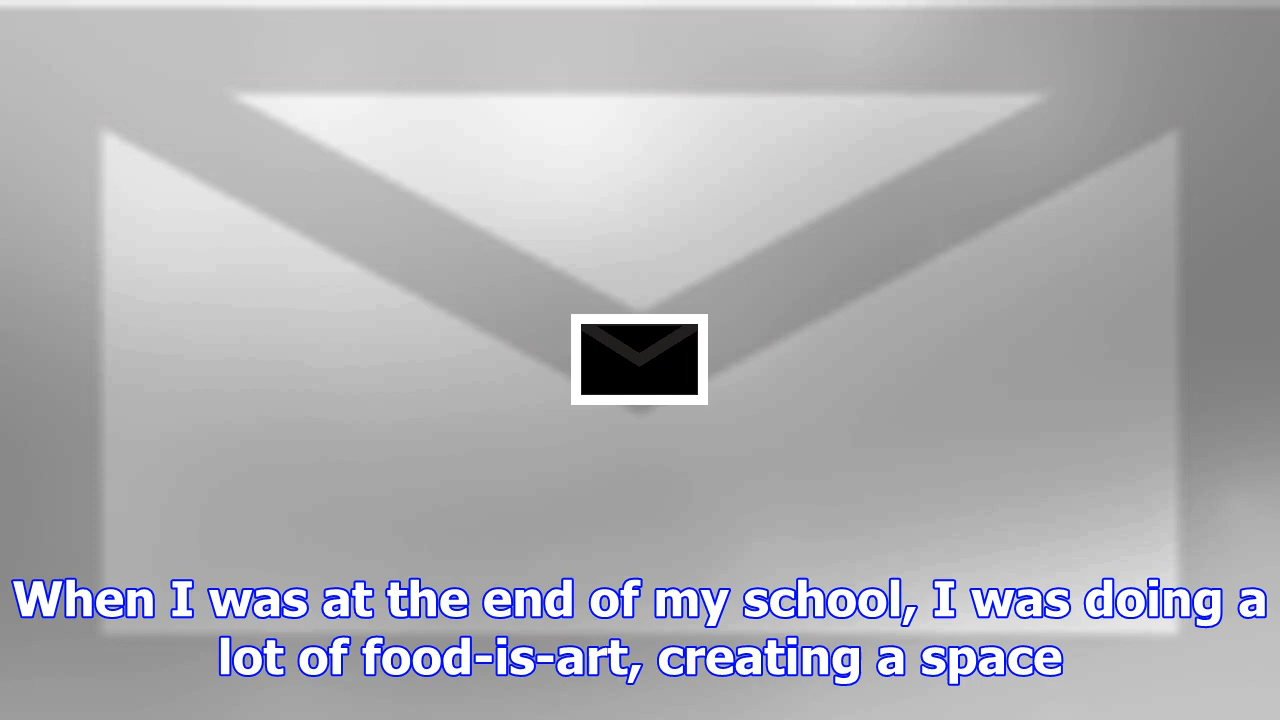 When I was at the end of my school, I was doing a
lot of food-is-art, creating a space